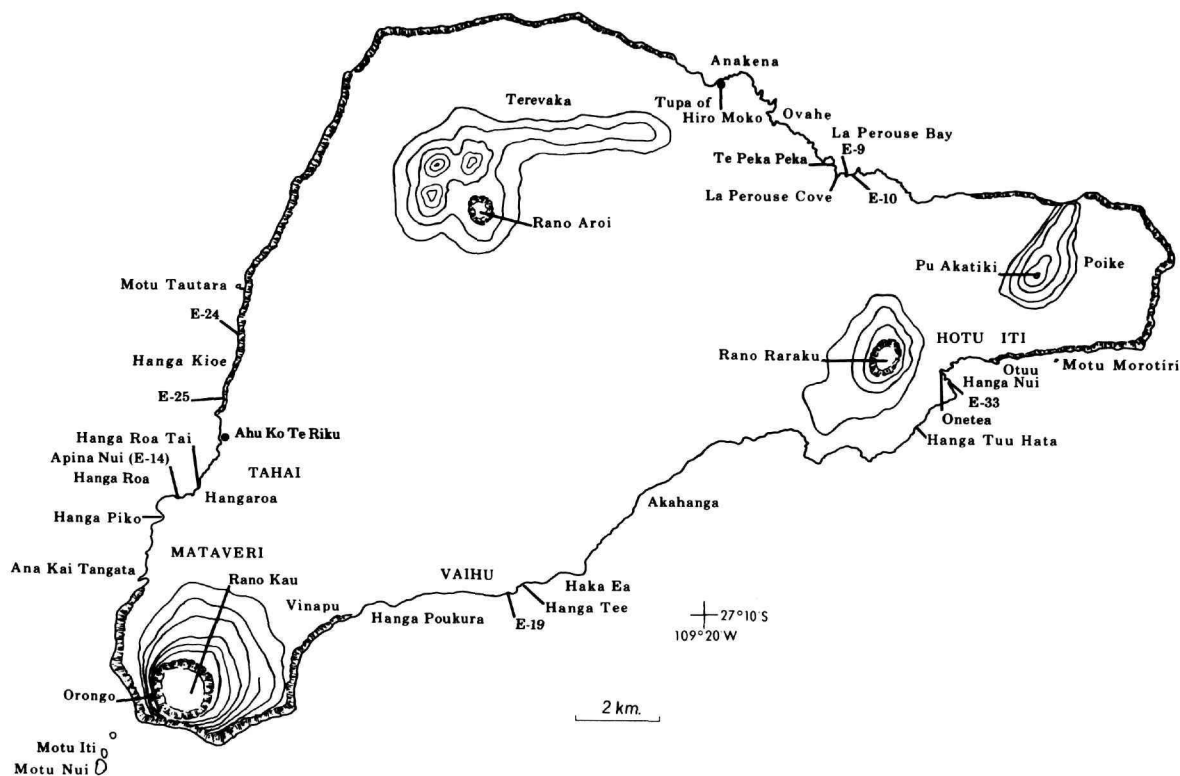 Anakena
Terevaka
Tupa of
Hiro Moko
Ovahe
La Perouse Bay
E-9
Te Peka Peka
La Perouse Cove
E-10
Rano Aroi
Pu Akatiki
Poike
Motu Tautara
E-24
Hanga Kioe
E-25
Rano Raraku
HOTU ITI
Otuu
Motu Morotiri
Hanga Nui
E-33
Onetea
Hanga Tuu Hata
Hanga Roa Tai
Ahu Ko Te Riku
Apina Nui (E-14)
Hanga Roa
TAHAI
Hangaroa
Hanga Piko
Akahanga
MATAVERI
Ana Kai Tangata
Rano Kau
VAIHU
Haka Ea
Vinapu
Hanga Tee
Hanga Poukura
E-19
27°10'S
109°20'W
Orongo
2 km.
Motu Iti
Motu Nui